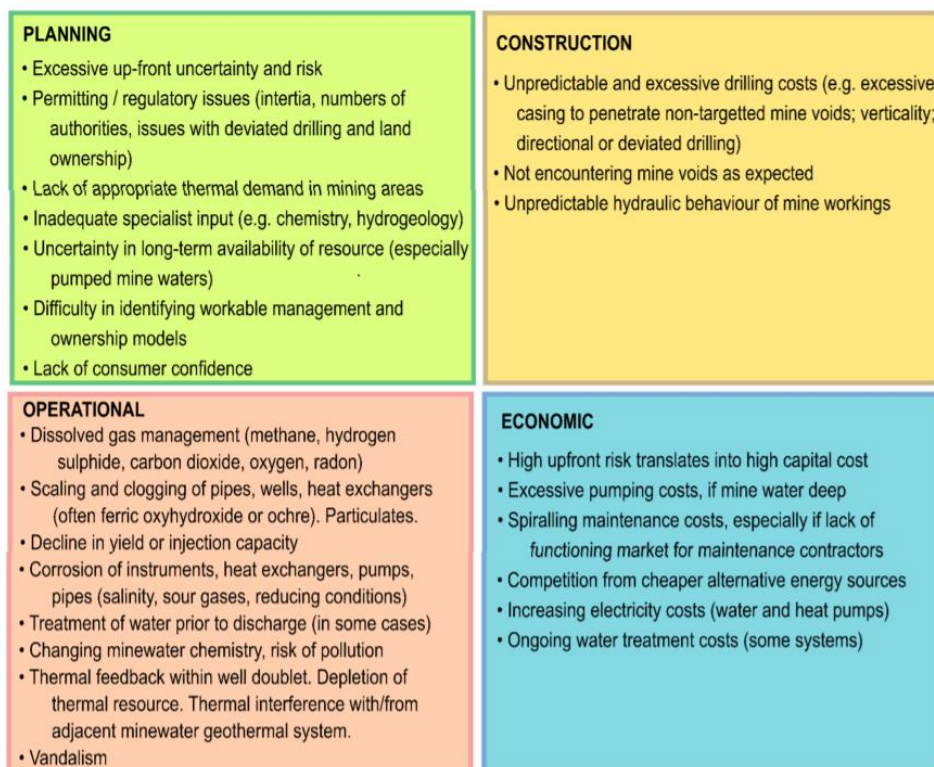 PLANNING
• Excessive up-front uncertainty and risk
• Permitting / regulatory issues (intertia, numbers of
authorities, issues with deviated drilling and land
ownership)
• Lack of appropriate thermal demand in mining areas
• Inadequate specialist input (e.g. chemistry, hydrogeology)
• Uncertainty in long-term availability of resource (especially
pumped mine waters)
• Difficulty in identifying workable management and
ownership models
• Lack of consumer confidence
CONSTRUCTION
• Unpredictable and excessive drilling costs (e.g. excessive
casing to penetrate non-targetted mine voids; verticality;
directional or deviated drilling)
• Not encountering mine voids as expected
• Unpredictable hydraulic behaviour of mine workings
OPERATIONAL
• Dissolved gas management (methane, hydrogen
sulphide, carbon dioxide, oxygen, radon)
• Scaling and clogging of pipes, wells, heat exchangers
(often ferric oxyhydroxide or ochre). Particulates.
• Decline in yield or injection capacity
• Corrosion of instruments, heat exchangers, pumps,
pipes (salinity, sour gases, reducing conditions)
• Treatment of water prior to discharge (in some cases)
• Changing minewater chemistry, risk of pollution
• Thermal feedback within well doublet. Depletion of
thermal resource. Thermal interference with/from
adjacent minewater geothermal system.
• Vandalism
ECONOMIC
• High upfront risk translates into high capital cost
• Excessive pumping costs, if mine water deep
• Spiralling maintenance costs, especially if lack of
functioning market for maintenance contractors
• Competition from cheaper alternative energy sources
• Increasing electricity costs (water and heat pumps)
• Ongoing water treatment costs (some systems)